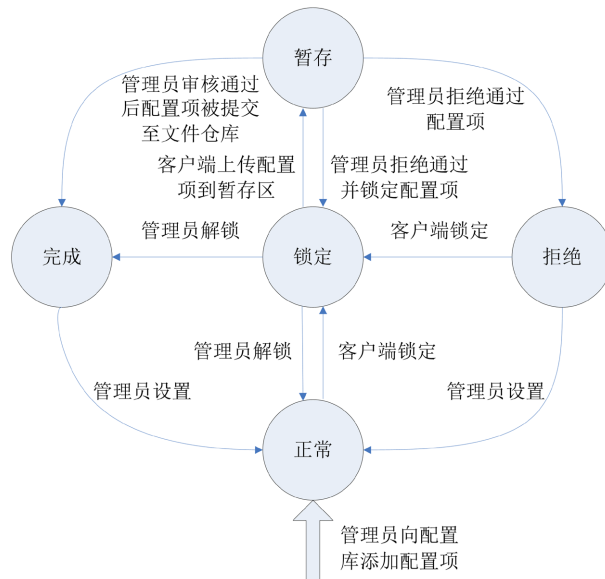 暂存
管理员审核通过
后配置项被提交
至文件仓库
管理员拒绝通过
配置项
客户端上传配置
项到暂存区
管理员拒绝通过
并锁定配置项
管理员解锁
客户端锁定
完成
锁定
拒绝
管理员解锁
客户端锁定
管理员设置
管理员设置
正常
管理员向配置
库添加配置项